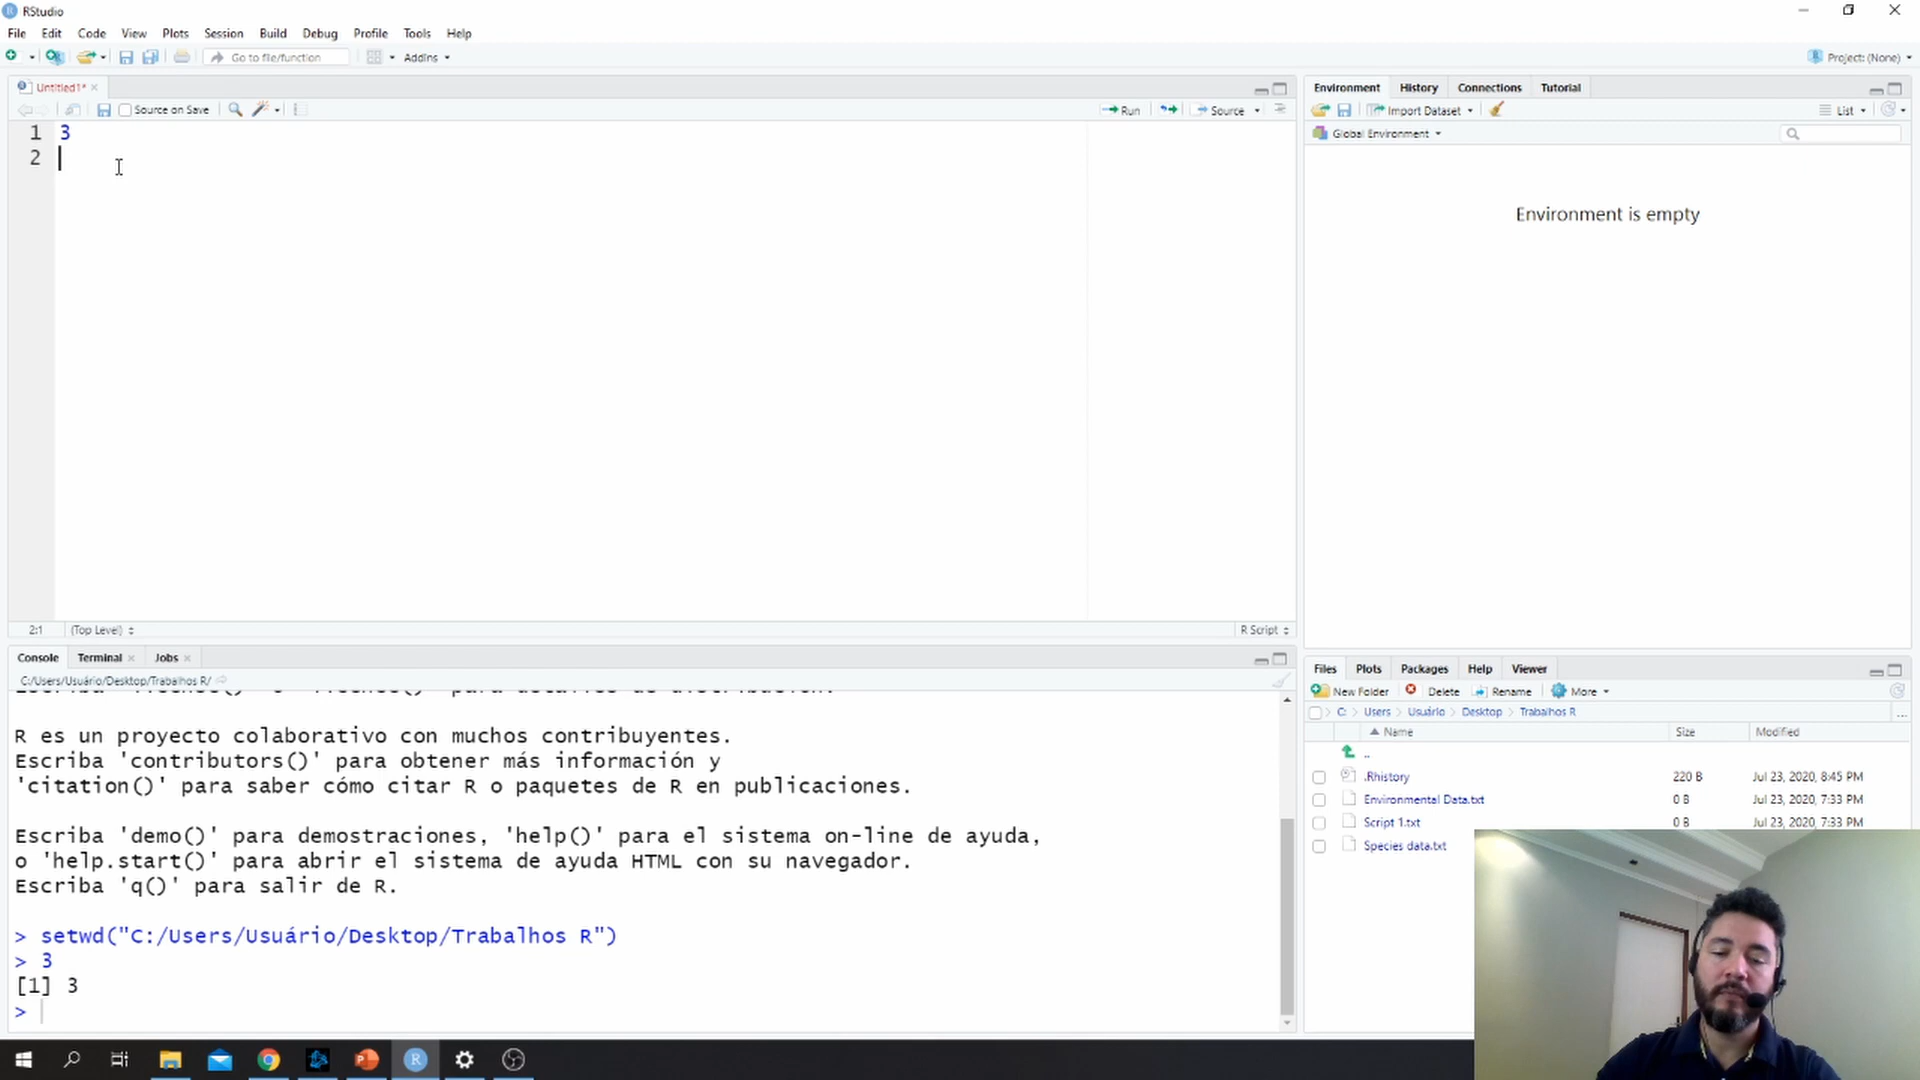 RStudio
File Edit Code View Plots Session Build Debug Profile Tools Help
Go to file/function Addins Project: (None)
Untitled1*
Source on Save Run Source
1 3
2
2:1 (Top Level) R Script
Console Terminal Jobs
C:/Users/Usuário/Desktop/Trabalhos R/
R es un proyecto colaborativo con muchos contribuyentes.
Escriba 'contributors()' para obtener más información y
'citation()' para saber cómo citar R o paquetes de R en publicaciones.
Escriba 'demo()' para demostraciones, 'help()' para el sistema on-line de ayuda,
o 'help.start()' para abrir el sistema de ayuda HTML con su navegador.
Escriba 'q()' para salir de R.
> setwd("C:/Users/Usuário/Desktop/Trabalhos R")
> 3
[1] 3
>
Environment History Connections Tutorial
Import Dataset List
Global Environment
Environment is empty
Files Plots Packages Help Viewer
New Folder Delete Rename More
C: Users Usuário Desktop Trabalhos R ...
Name Size Modified
..
.Rhistory 220 B Jul 23, 2020, 8:45 PM
Environmental Data.txt 0 B Jul 23, 2020, 7:33 PM
Script 1.txt 0 B Jul 23, 2020, 7:33 PM
Species data.txt